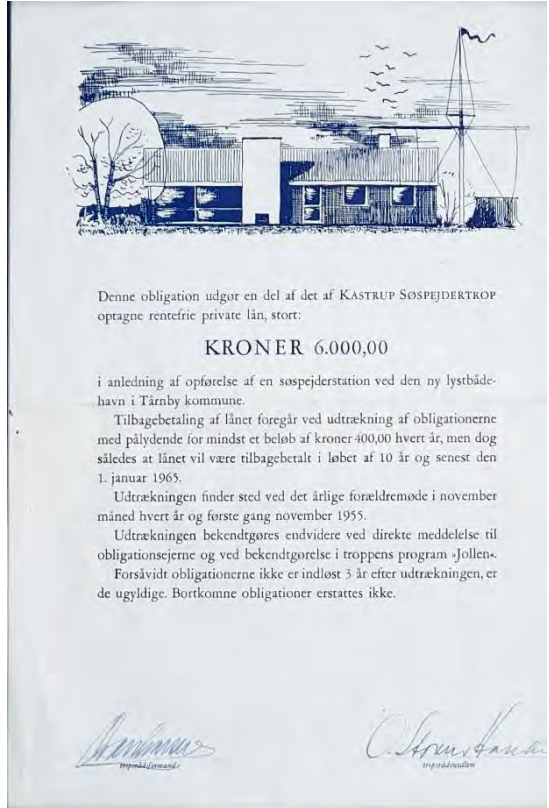 Denne obligation udgør en del af det af KASTRUP SØSPEJDERTROP
optagne rentefrie private lån, stort:
KRONER 6.000,00
i anledning af opførelse af en søspejderstation ved den ny lystbåde-
havn i Tårnby kommune.
Tilbagebetaling af lånet foregår ved udtrækning af obligationerne
med pålydende for mindst et beløb af kroner 400,00 hvert år, men dog
således at lånet vil være tilbagebetalt i løbet af 10 år og senest den
1. januar 1965.
Udtrækningen finder sted ved det årlige forældremøde i november
måned hvert år og første gang november 1955.
Udtrækningen bekendtgøres endvidere ved direkte meddelelse til
obligationsejerne og ved bekendtgørelse i troppens program »Jollen«.
Forsåvidt obligationerne ikke er indløst 3 år efter udtrækningen, er
de ugyldige. Bortkomne obligationer erstattes ikke.
tropsrådsformand
tropsrådsmedlem